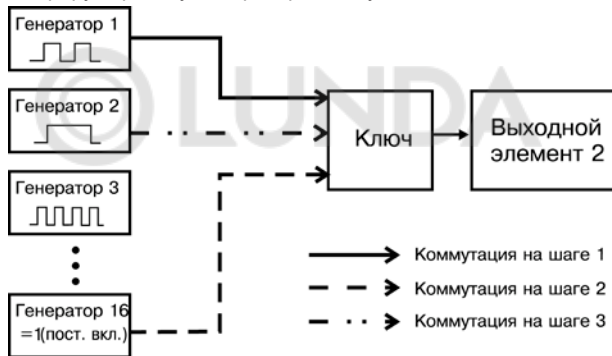 Генератор 1
Генератор 2
Генератор 3
Генератор 16
=1(пост. вкл.)
LUNDA
Ключ
Выходной
элемент 2
Коммутация на шаге 1
Коммутация на шаге 2
Коммутация на шаге 3